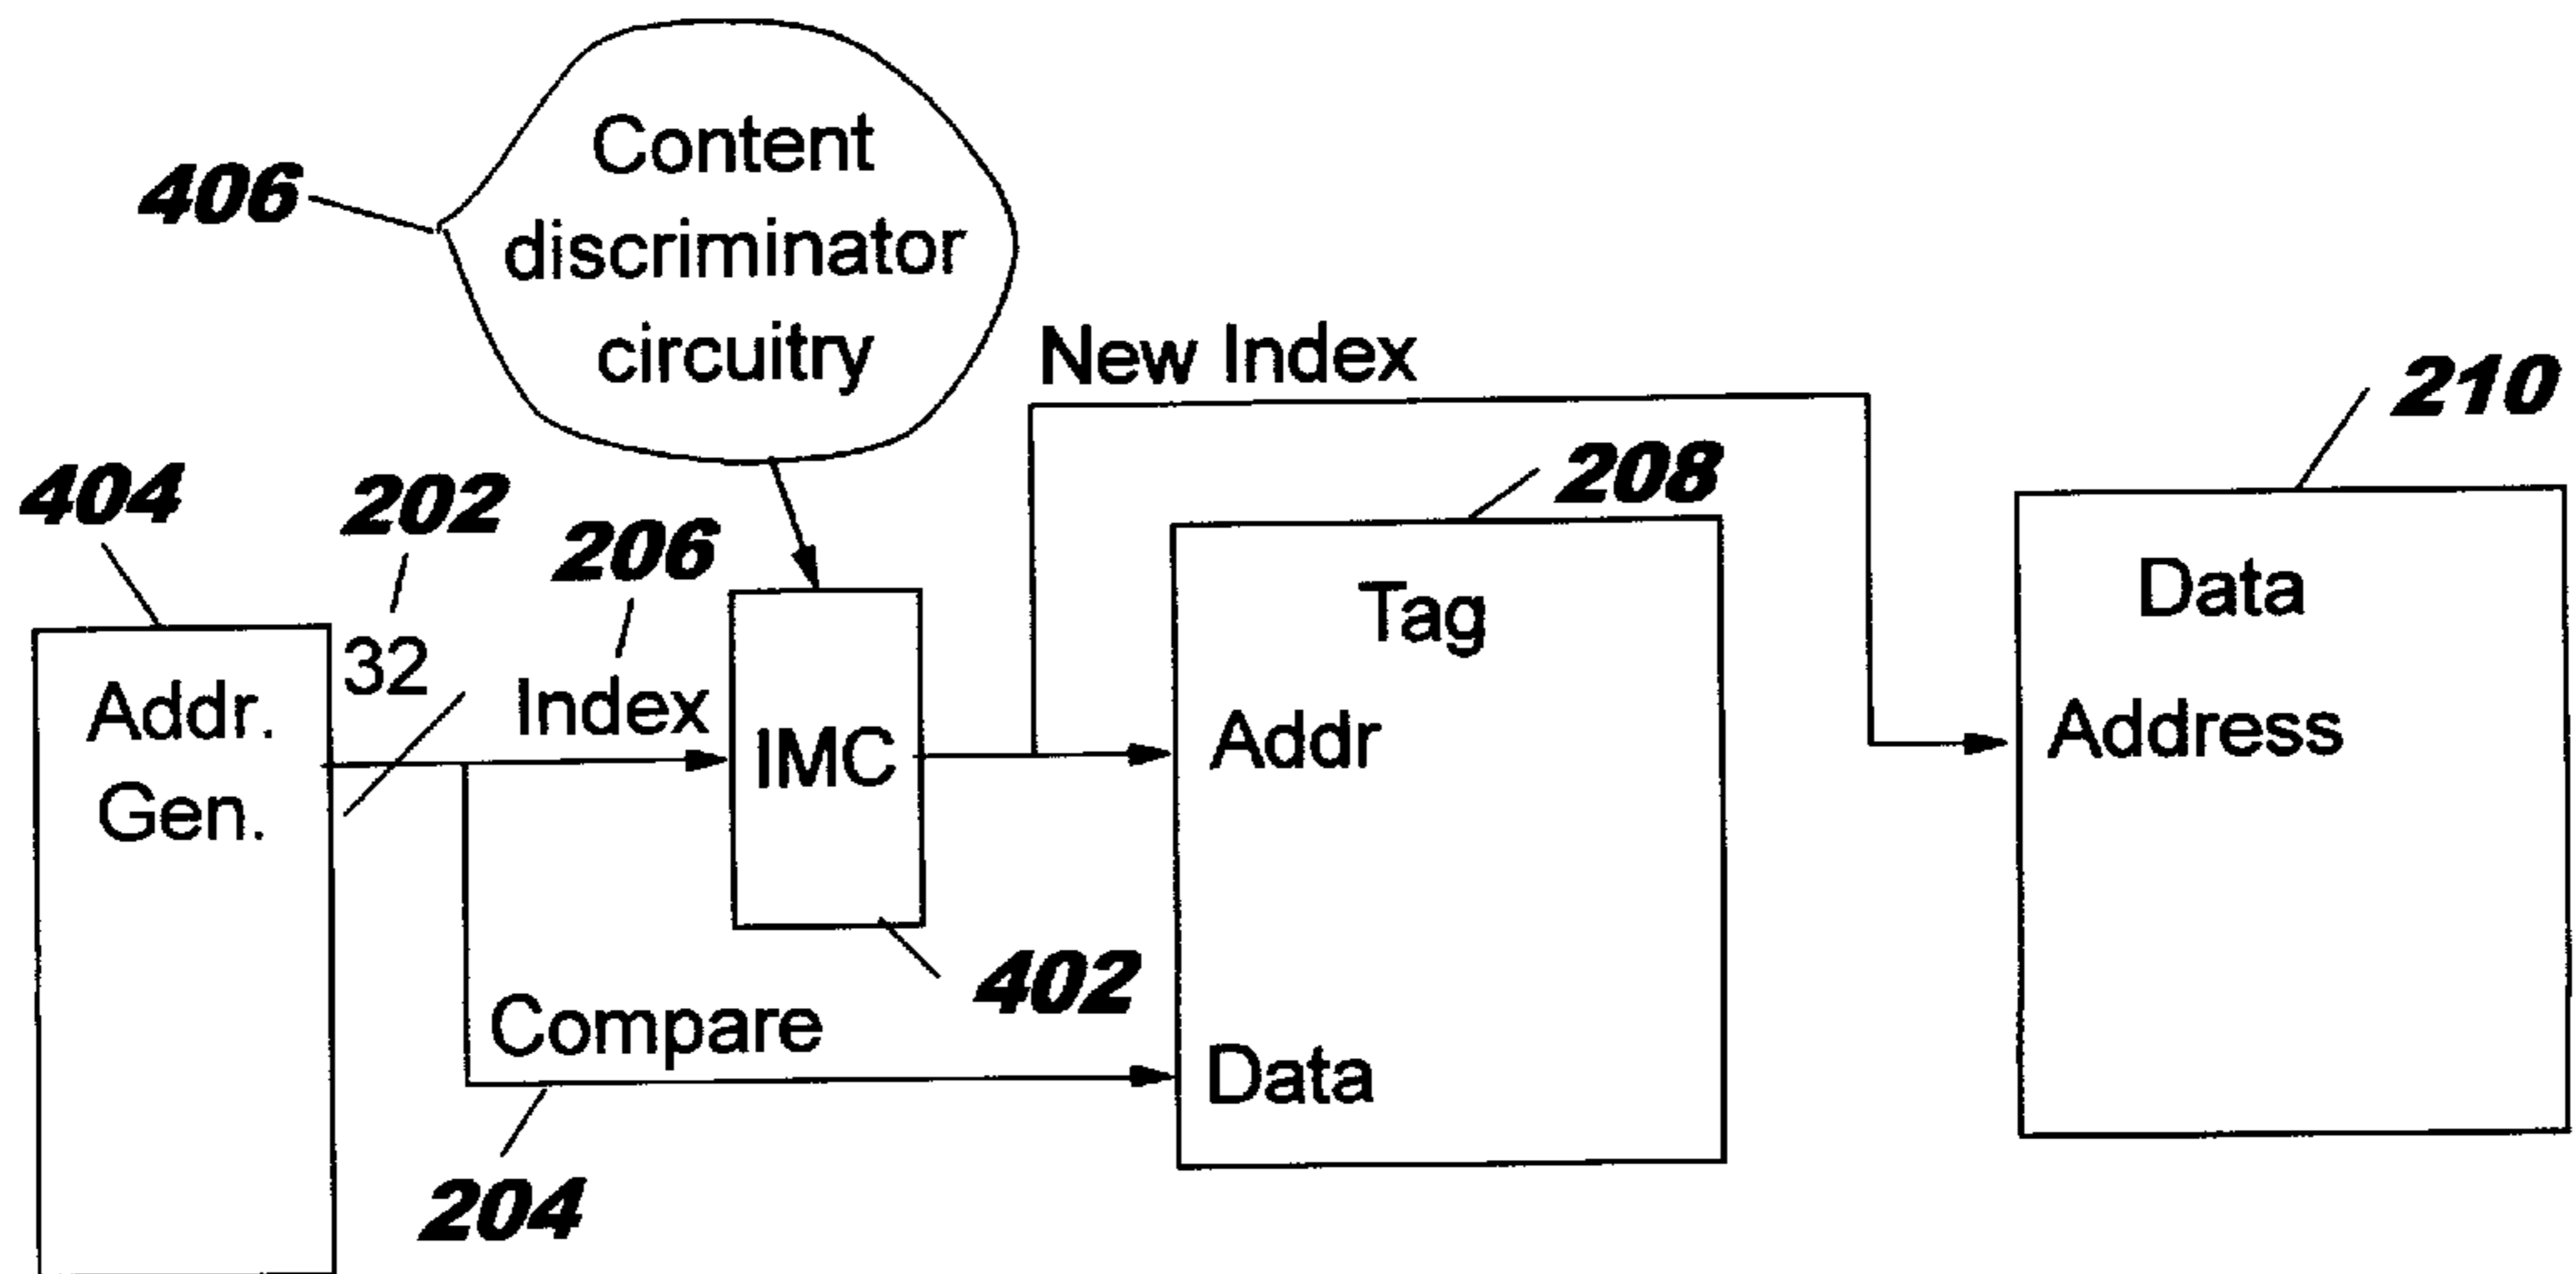 Content
discriminator
circuitry
406
New Index
210
208
404
202
206
32
Index
Addr.
Gen.
IMC
Tag
Addr
Data
Address
402
Compare
Data
204